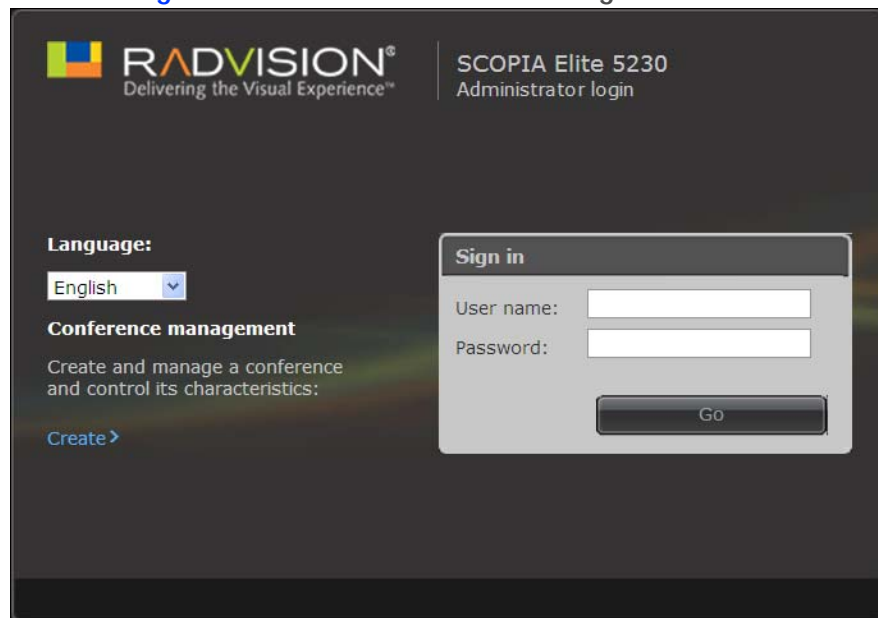 RADVISION®
Delivering the Visual Experience™
SCOPIA Elite 5230
Administrator login
Language:
English
Conference management
Create and manage a conference
and control its characteristics:
Create >
Sign in
User name:
Password:
Go